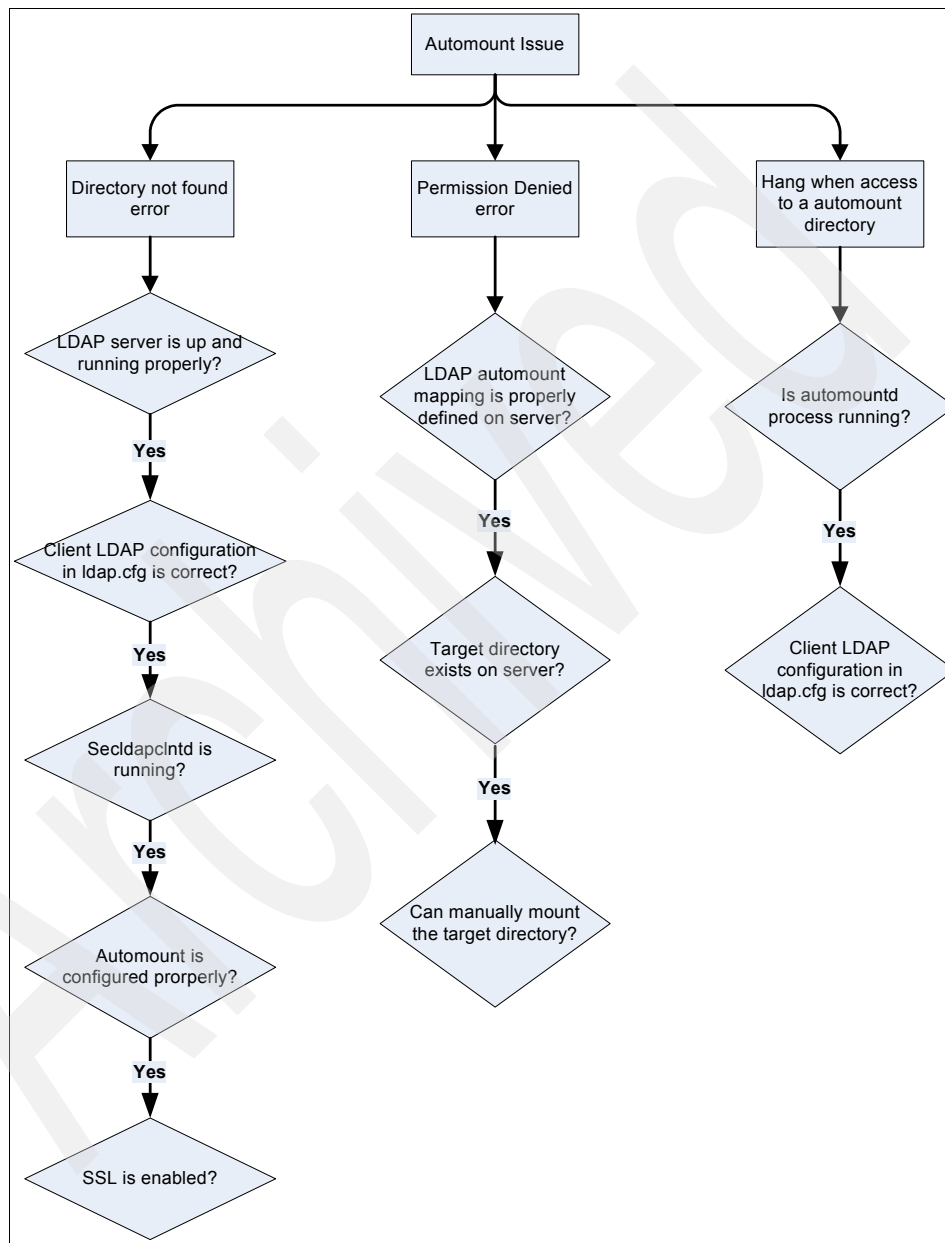 Automount Issue
Directory not found
error
LDAP server is up and
running properly?
Yes
Client LDAP configuration
in ldap.cfg is correct?
Yes
Secldapclntd is
running?
Yes
Automount is
configured prorperly?
Yes
SSL is enabled?
Permission Denied
error
LDAP automount
mapping is properly
defined on server?
Yes
Target directory
exists on server?
Yes
Can manually mount
the target directory?
Hang when access
to a automount
directory
Is automountd
process running?
Yes
Client LDAP
configuration in
ldap.cfg is correct?
Archived